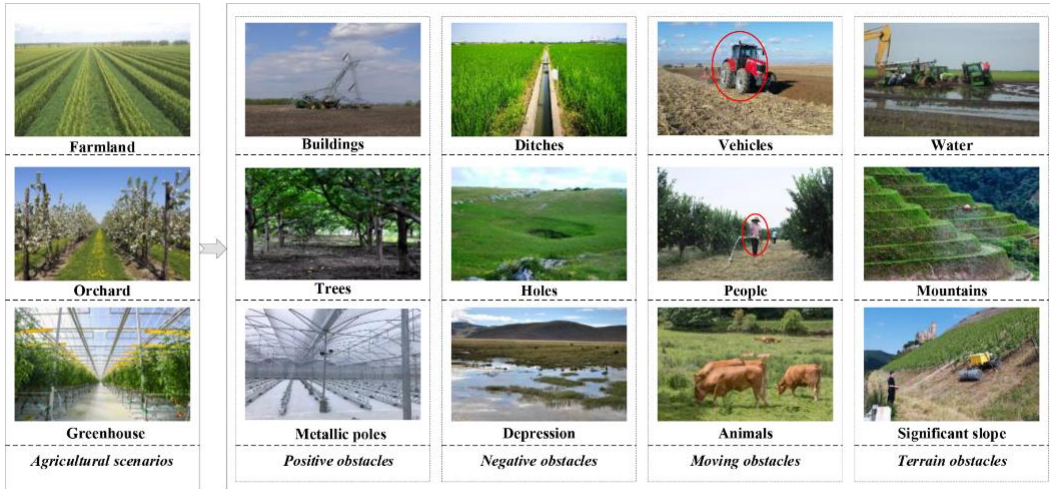 Farmland
Buildings
Ditches
Vehicles
Water
Orchard
Trees
Holes
People
Mountains
Greenhouse
Metallic poles
Depression
Animals
Significant slope
Agricultural scenarios
Positive obstacles
Negative obstacles
Moving obstacles
Terrain obstacles